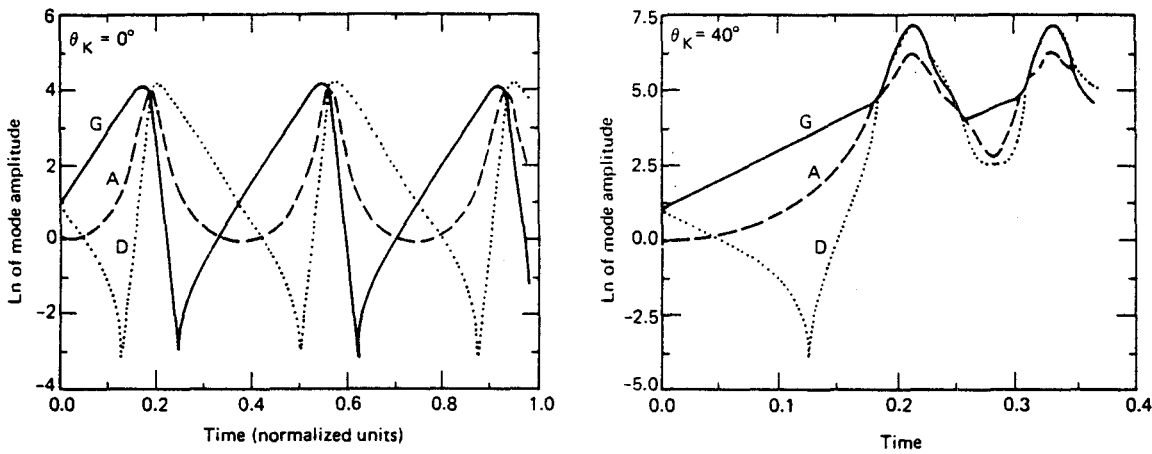 θK = 0°
6
4
2
0
-2
-4
G
A
D
Ln of mode amplitude
0.0 0.2 0.4 0.6 0.8 1.0
Time (normalized units)
θK = 40°
7.5
5.0
2.5
0.0
-2.5
-5.0
G
A
D
Ln of mode amplitude
0.0 0.1 0.2 0.3 0.4
Time